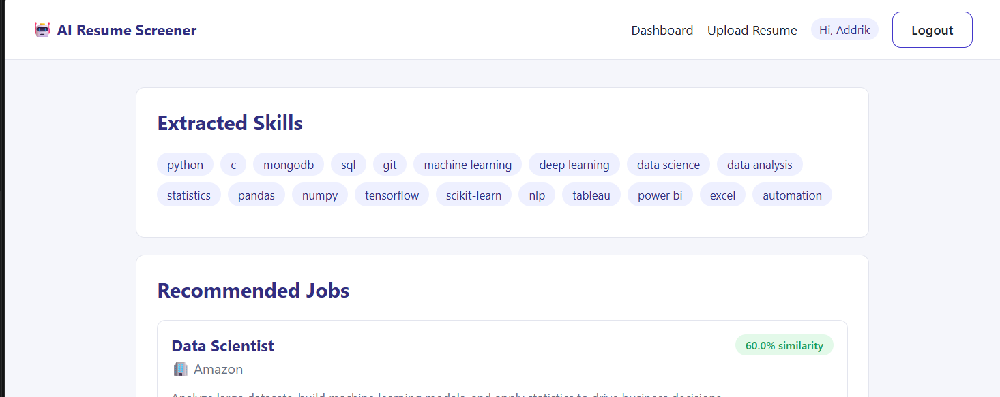 AI Resume Screener Dashboard Upload Resume Hi, Addrik Logout
Extracted Skills
python c mongodb sql git machine learning deep learning data science data analysis
statistics pandas numpy tensorflow scikit-learn nlp tableau power bi excel automation
Recommended Jobs
Data Scientist 60.0% similarity
Amazon
Analyze large datasets, build machine learning models, and apply statistics to drive business decisions.